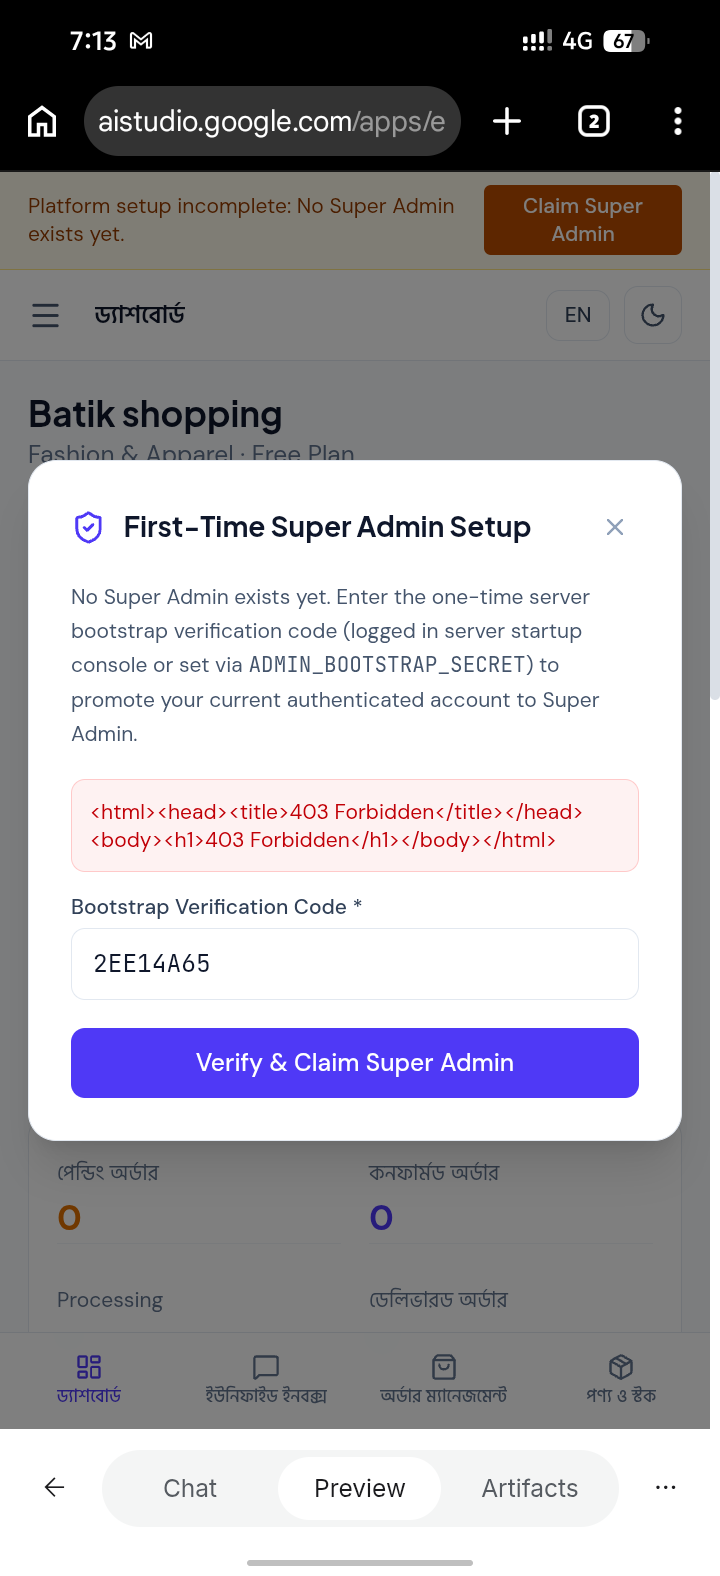 7:13
4G 67
aistudio.google.com/apps/e
2
Platform setup incomplete: No Super Admin
exists yet.
Claim Super
Admin
ড্যাশবোর্ড
EN
Batik shopping
Fashion & Apparel · Free Plan
First-Time Super Admin Setup
No Super Admin exists yet. Enter the one-time server
bootstrap verification code (logged in server startup
console or set via ADMIN_BOOTSTRAP_SECRET) to
promote your current authenticated account to Super
Admin.
<html><head><title>403 Forbidden</title></head>
<body><h1>403 Forbidden</h1></body></html>
Bootstrap Verification Code *
2EE14A65
Verify & Claim Super Admin
পেন্ডিং অর্ডার
কনফার্মড অর্ডার
0
0
Processing
ডেলিভারড অর্ডার
ড্যাশবোর্ড
ইউনিফাইড ইনবক্স
অর্ডার ম্যানেজমেন্ট
পণ্য ও স্টক
Chat
Preview
Artifacts